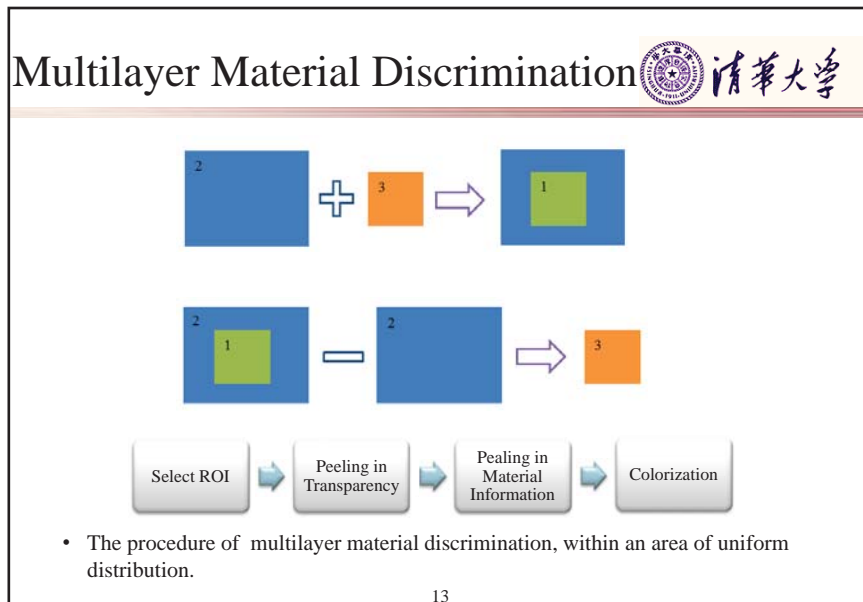 Multilayer Material Discrimination
清華大学
2
3
1
2
1
2
3
Select ROI
Peeling in
Transparency
Pealing in
Material
Information
Colorization
• The procedure of multilayer material discrimination, within an area of uniform
distribution.
13